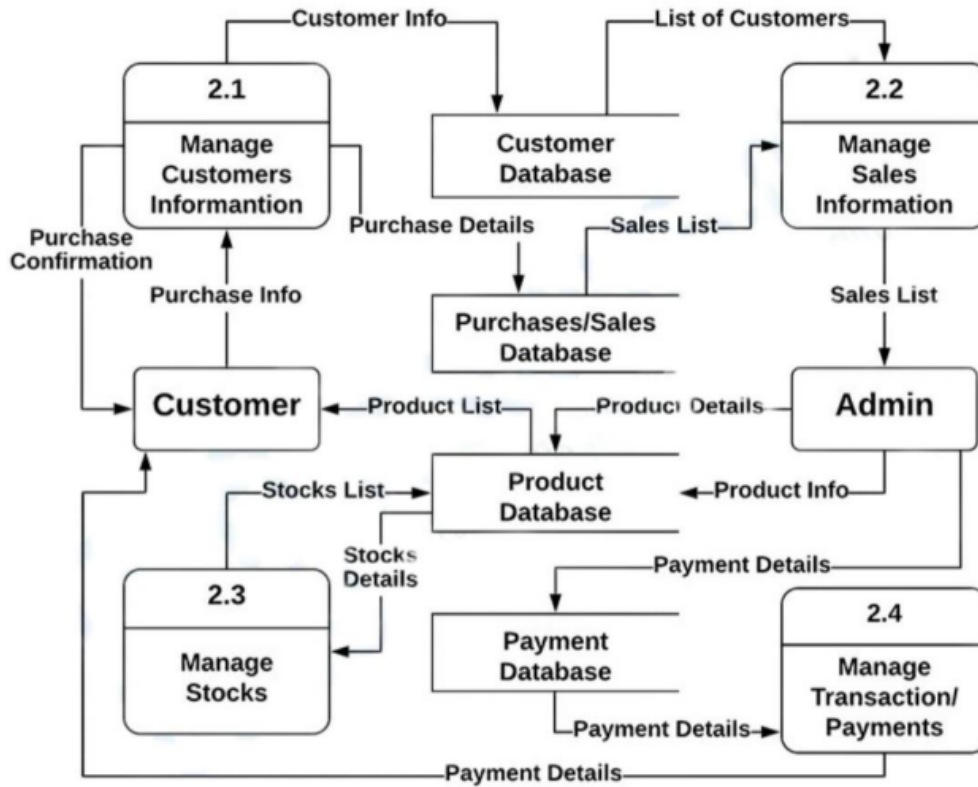 Customer Info
List of Customers
2.1
Manage
Customers
Informantion
Customer
Database
2.2
Manage
Sales
Information
Purchase
Confirmation
Purchase Details
Sales List
Purchase Info
Sales List
Purchases/Sales
Database
Customer
Product List
Product Details
Admin
Stocks List
Product
Database
Product Info
Stocks
Details
Payment Details
2.3
Manage
Stocks
Payment
Database
2.4
Manage
Transaction/
Payments
Payment Details
Payment Details